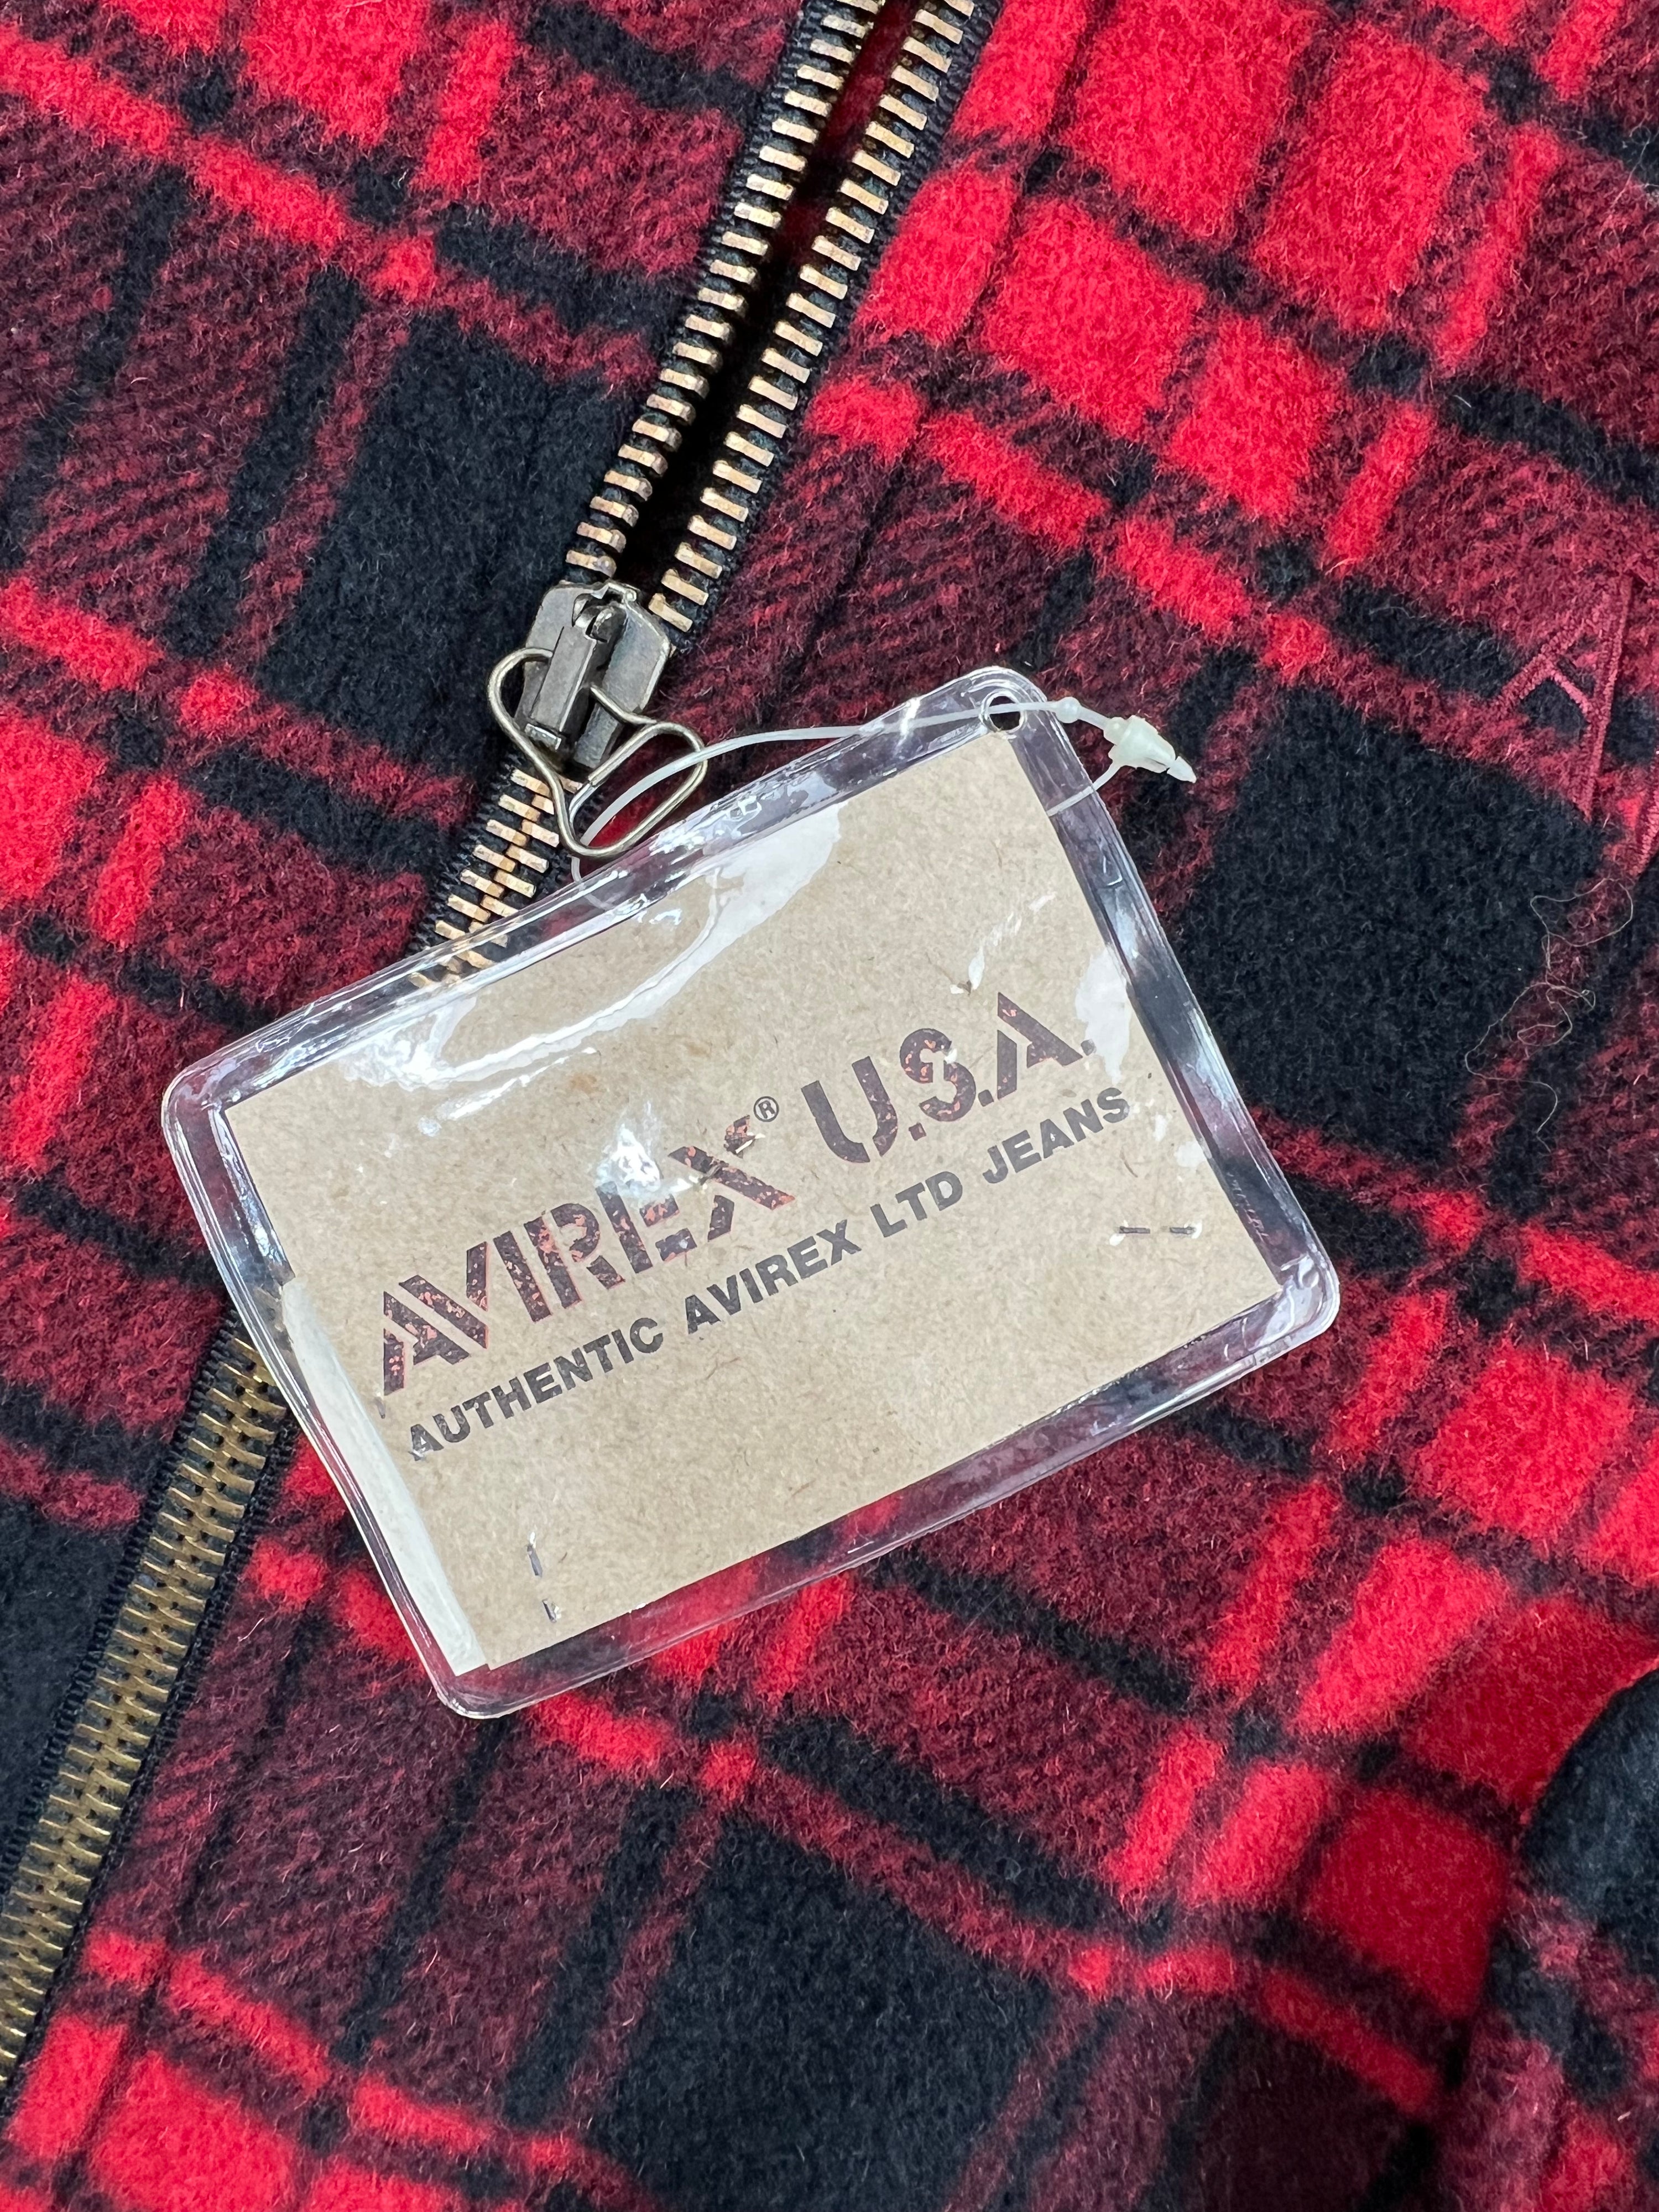 AVIREX® U.S.A.
AUTHENTIC AVIREX LTD JEANS
A